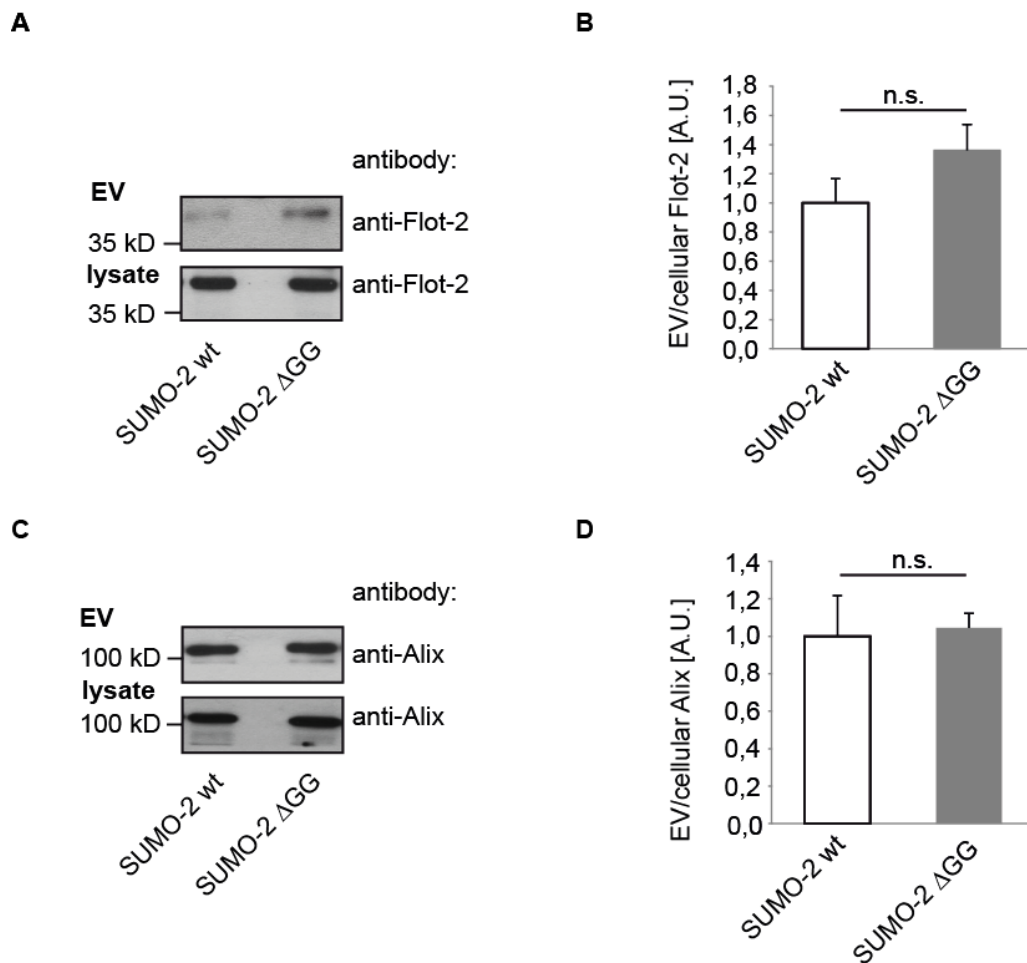 A
antibody:
EV
anti-Flot-2
35 kD
lysate
anti-Flot-2
35 kD
SUMO-2 wt
SUMO-2 ΔGG
B
EV/cellular Flot-2 [A.U.]
1,8
1,6
1,4
1,2
1,0
0,8
0,6
0,4
0,2
0,0
n.s.
SUMO-2 wt
SUMO-2 ΔGG
C
antibody:
EV
anti-Alix
100 kD
lysate
anti-Alix
100 kD
SUMO-2 wt
SUMO-2 ΔGG
D
EV/cellular Alix [A.U.]
1,4
1,2
1,0
0,8
0,6
0,4
0,2
0,0
n.s.
SUMO-2 wt
SUMO-2 ΔGG